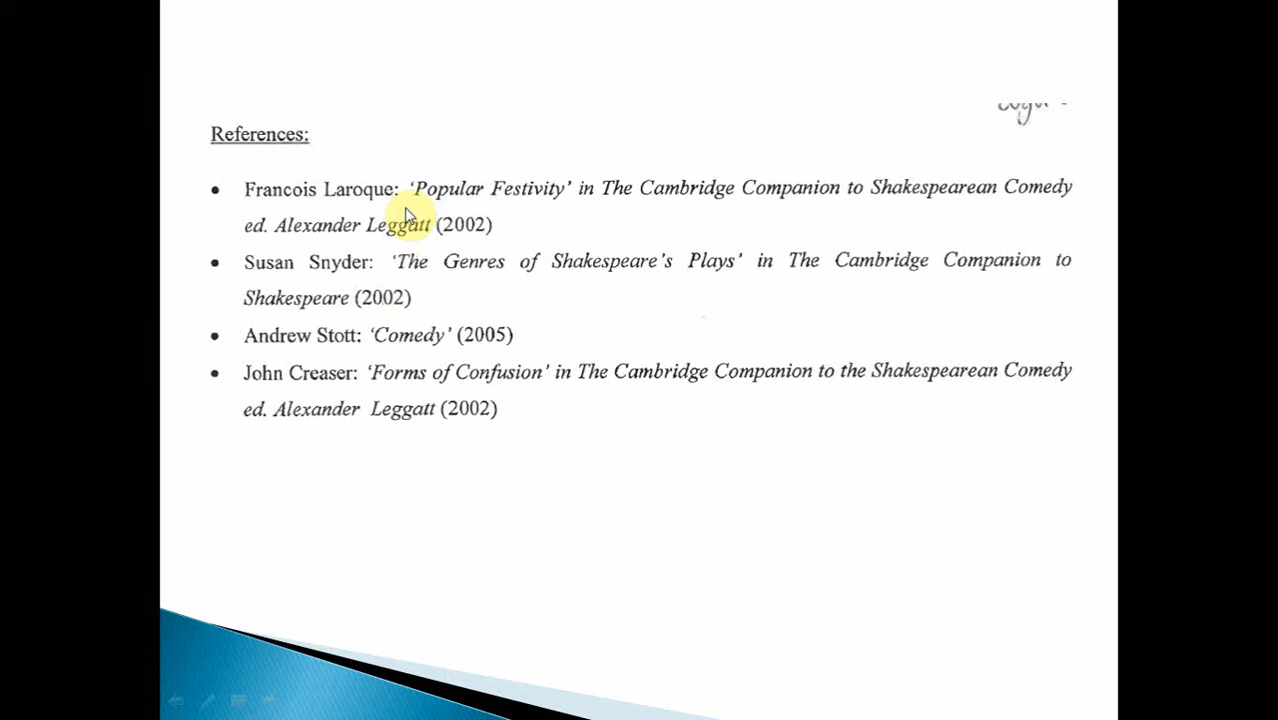 References:
• Francois Laroque: ‘Popular Festivity’ in The Cambridge Companion to Shakespearean Comedy
ed. Alexander Leggatt (2002)
• Susan Snyder: ‘The Genres of Shakespeare’s Plays’ in The Cambridge Companion to
Shakespeare (2002)
• Andrew Stott: ‘Comedy’ (2005)
• John Creaser: ‘Forms of Confusion’ in The Cambridge Companion to the Shakespearean Comedy
ed. Alexander Leggatt (2002)